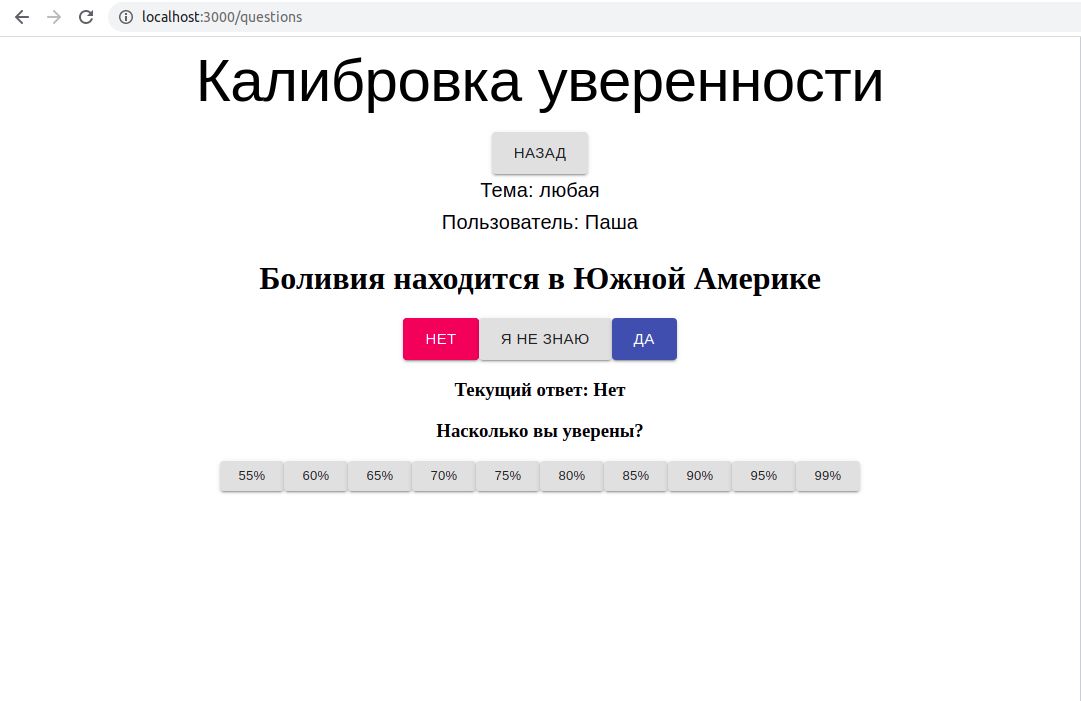 localhost:3000/questions
Калибровка уверенности
НАЗАД
Тема: любая
Пользователь: Паша
Боливия находится в Южной Америке
НЕТ Я НЕ ЗНАЮ ДА
Текущий ответ: Нет
Насколько вы уверены?
55% 60% 65% 70% 75% 80% 85% 90% 95% 99%